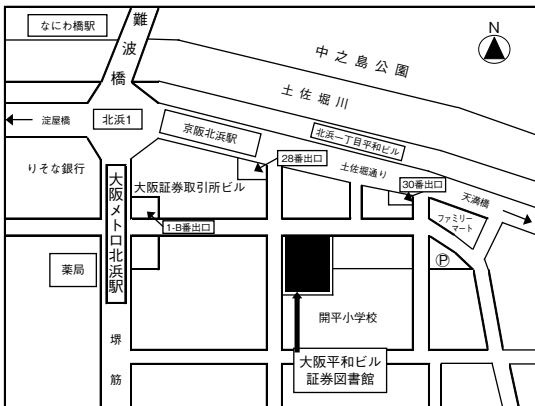 なにわ橋駅
難波橋
N
中之島公園
土佐堀川
淀屋橋
北浜1
京阪北浜駅
北浜一丁目平和ビル
28番出口
土佐堀通り
りそな銀行
大阪証券取引所ビル
30番出口
天満橋
大阪メトロ北浜駅
1-B番出口
ファミリー
マート
P
薬局
開平小学校
堺筋
大阪平和ビル
証券図書館